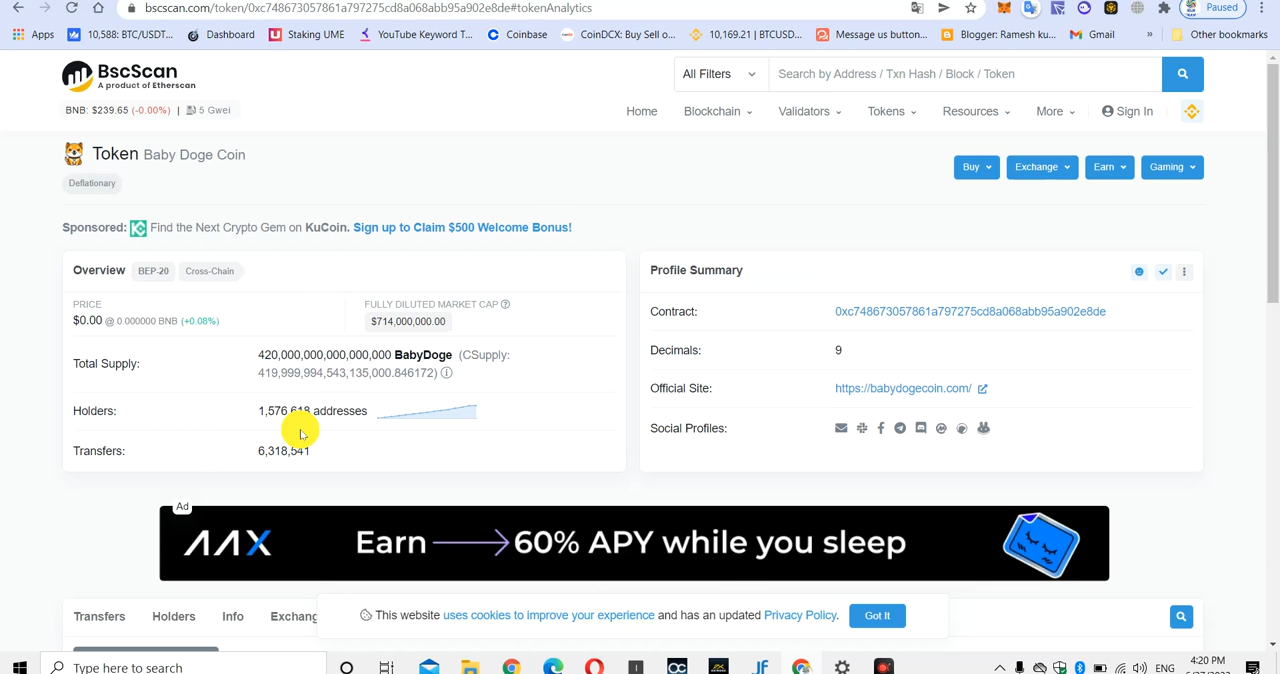 bscscan.com/token/0xc748673057861a797275cd8a068abb95a902e8de#tokenAnalytics
Paused
Apps
10,588: BTC/USDT...
Dashboard
Staking UME
YouTube Keyword T...
Coinbase
CoinDCX: Buy Sell o...
10,169.21 | BTCUSD...
Message us button...
Blogger: Ramesh ku...
Gmail
»
Other bookmarks
BscScan
A product of Etherscan
All Filters
Search by Address / Txn Hash / Block / Token
BNB: $239.65 (-0.00%) | 5 Gwei
Home
Blockchain
Validators
Tokens
Resources
More
Sign In
Token Baby Doge Coin
Buy
Exchange
Earn
Gaming
Deflationary
Sponsored: Find the Next Crypto Gem on KuCoin. Sign up to Claim $500 Welcome Bonus!
Overview BEP-20 Cross-Chain
PRICE
$0.00 @ 0.000000 BNB (+0.08%)
FULLY DILUTED MARKET CAP
$714,000,000.00
Total Supply:
420,000,000,000,000,000 BabyDoge (CSupply:
419,999,994,543,135,000.846172)
Holders:
1,576,618 addresses
Transfers:
6,318,541
Profile Summary
Contract:
0xc748673057861a797275cd8a068abb95a902e8de
Decimals:
9
Official Site:
https://babydogecoin.com/
Social Profiles:
Ad
AAX Earn → 60% APY while you sleep
Transfers
Holders
Info
Exchang
This website uses cookies to improve your experience and has an updated Privacy Policy.
Got It
Type here to search
ENG
4:20 PM